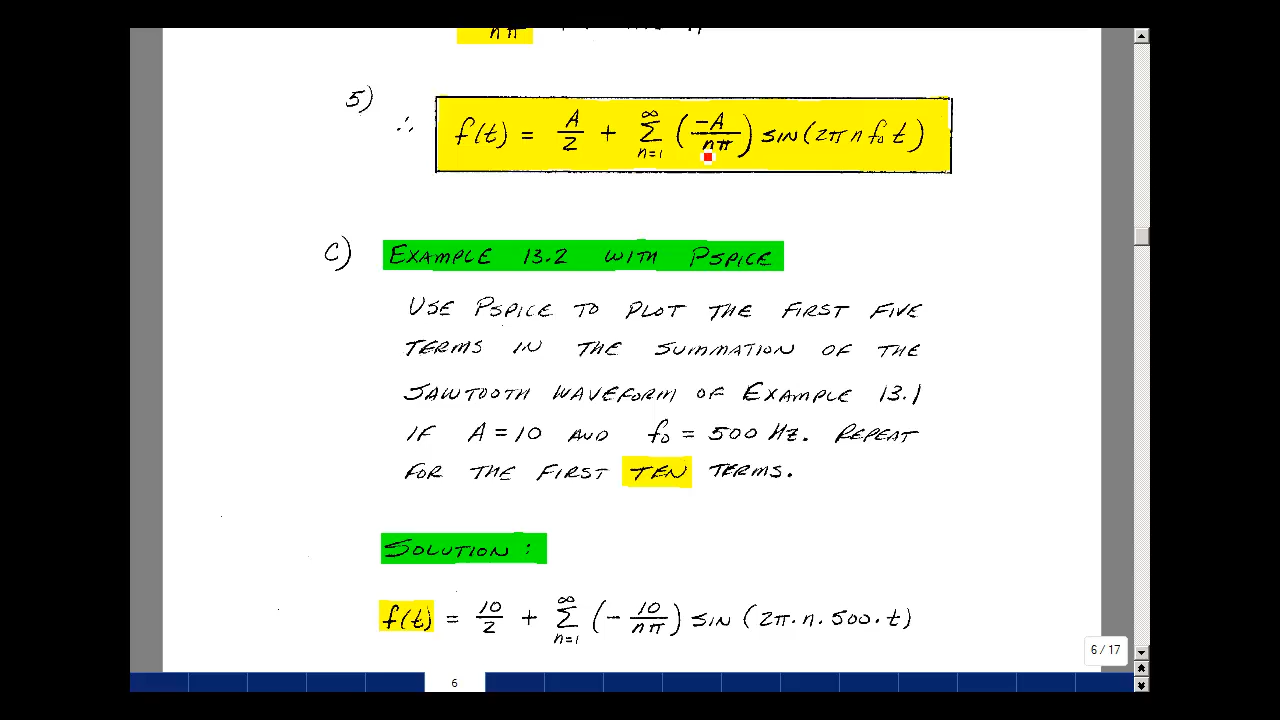 nπ
5)
∴ f(t) = A/2 + ∞ Σ n=1 (-A/nπ) sin(2π n f₀ t)
C) EXAMPLE 13.2 WITH PSPICE
USE PSPICE TO PLOT THE FIRST FIVE
TERMS IN THE SUMMATION OF THE
SAWTOOTH WAVEFORM OF EXAMPLE 13.1
IF A=10 AND f₀ = 500 HZ. REPEAT
FOR THE FIRST TEN TERMS.
SOLUTION:
f(t) = 10/2 + ∞ Σ n=1 (- 10/nπ) sin (2π·n·500·t)
6 / 17
6